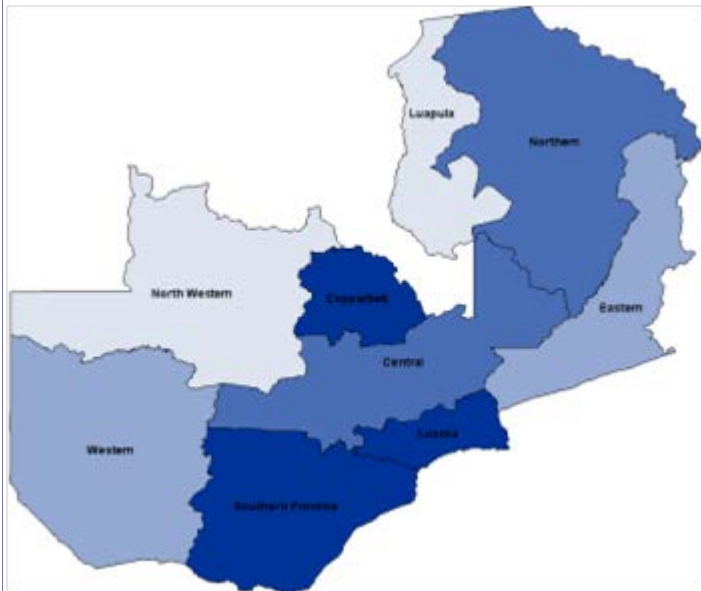 Luapula
Northern
North Western
Copperbelt
Eastern
Central
Lusaka
Western
Southern Province